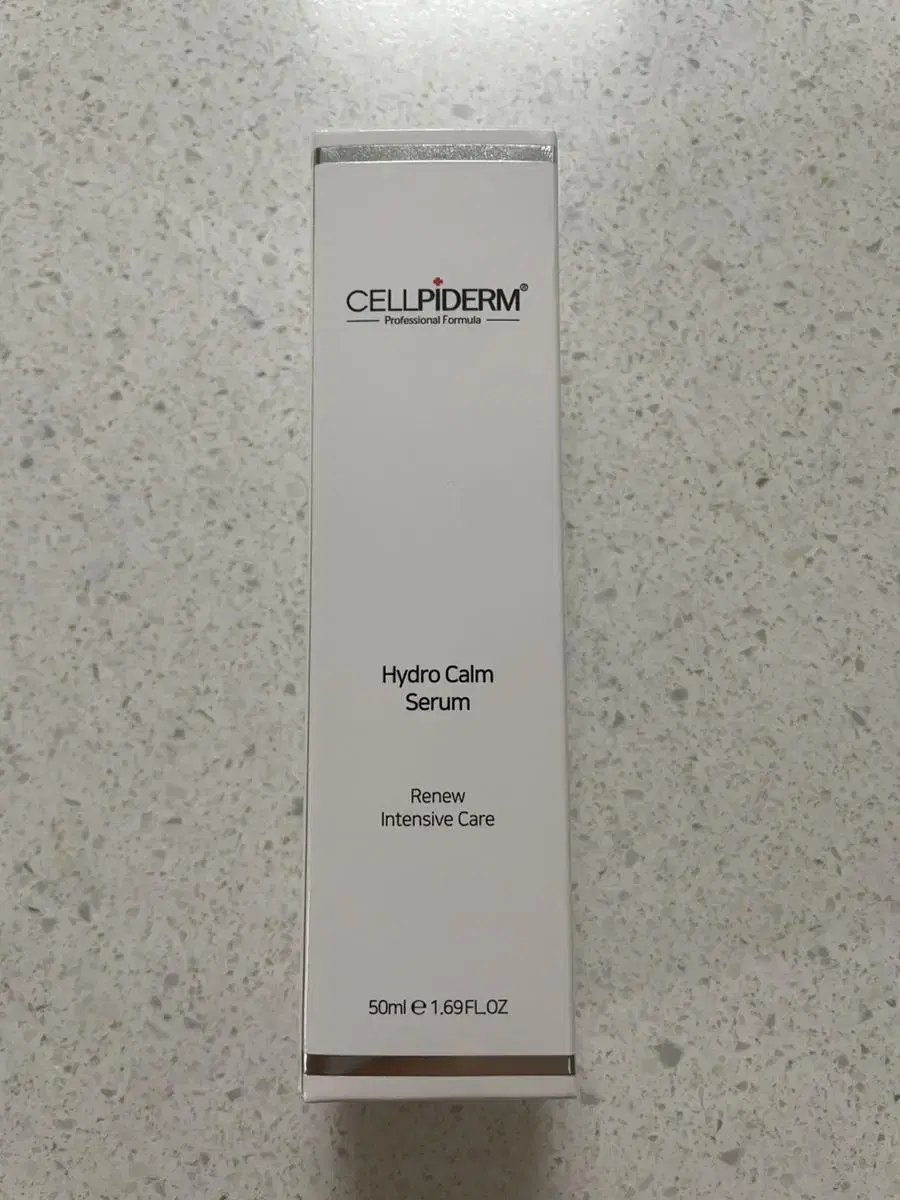 CELLPIDERM®
Professional Formula
Hydro Calm
Serum
Renew
Intensive Care
50ml ℮ 1.69FL.OZ